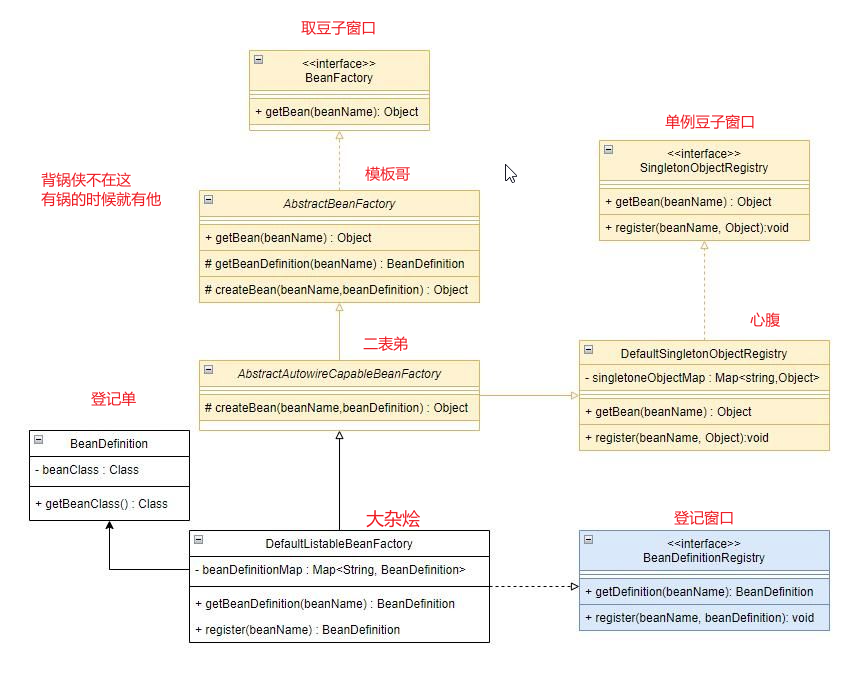 取豆子窗口
<<interface>>
BeanFactory
+ getBean(beanName): Object
单例豆子窗口
<<interface>>
SingletonObjectRegistry
+ getBean(beanName) : Object
+ register(beanName, Object):void
背锅侠不在这
有锅的时候就有他
模板哥
AbstractBeanFactory
+ getBean(beanName) : Object
# getBeanDefinition(beanName) : BeanDefinition
# createBean(beanName,beanDefinition) : Object
二表弟
AbstractAutowireCapableBeanFactory
# createBean(beanName,beanDefinition) : Object
心腹
DefaultSingletonObjectRegistry
- singletoneObjectMap : Map<string,Object>
+ getBean(beanName) : Object
+ register(beanName, Object):void
登记单
BeanDefinition
- beanClass : Class
+ getBeanClass() : Class
大杂烩
DefaultListableBeanFactory
- beanDefinitionMap : Map<String, BeanDefinition>
+ getBeanDefinition(beanName) : BeanDefinition
+ register(beanName) : BeanDefinition
登记窗口
<<interface>>
BeanDefinitionRegistry
+ getDefinition(beanName): BeanDefinition
+ register(beanName, beanDefinition): void